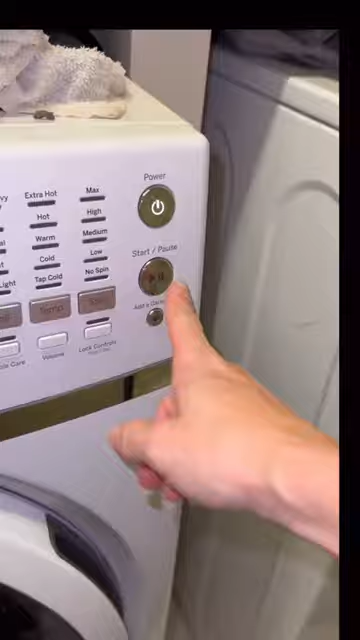 Power
Extra Hot
Max
Hot
High
Warm
Medium
Start / Pause
Cold
Low
Light
Tap Cold
No Spin
Temp
Volume
Lock Controls